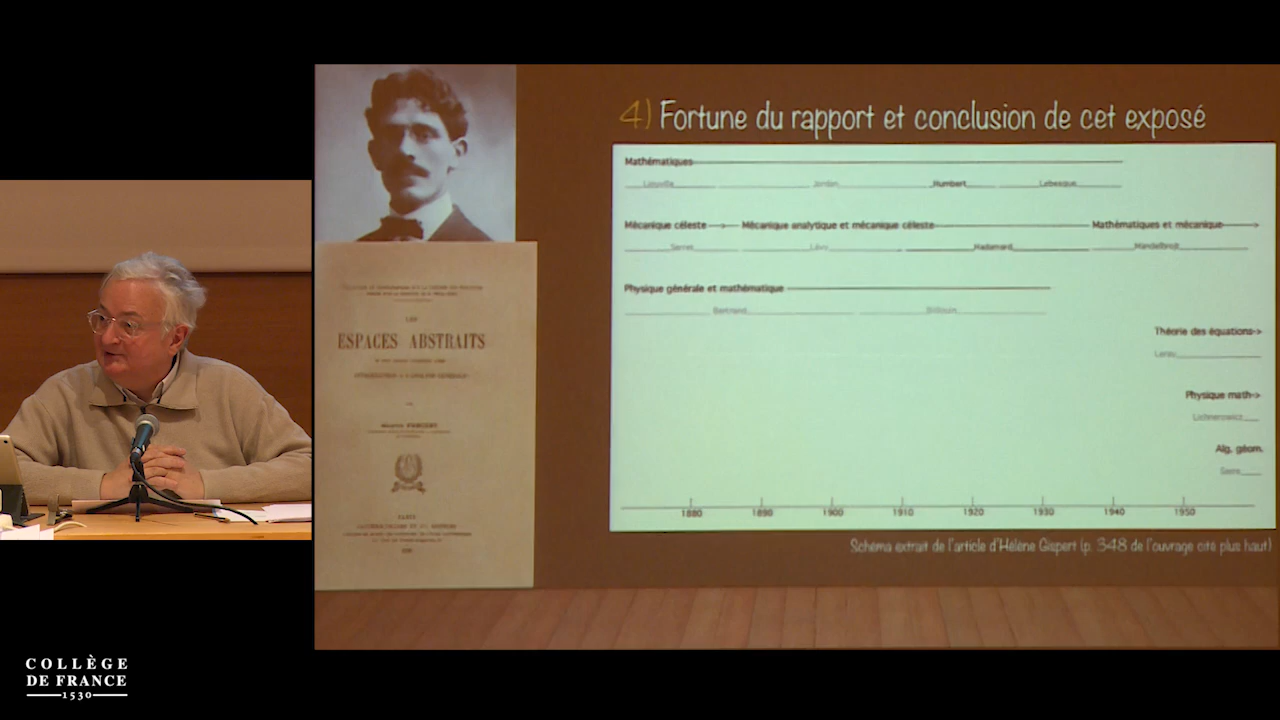 4) Fortune du rapport et conclusion de cet exposé
Mathématiques
Liouville Jordan Humbert Lebesgue
Mécanique céleste Mécanique analytique et mécanique céleste Mathématiques et mécanique
Serret Lévy Hadamard Mandelbrojt
Physique générale et mathématique
Bertrand Brillouin
Théorie des équations->
Leray
Physique math->
Lichnerowicz
Alg. géom.
Serre
1880 1890 1900 1910 1920 1930 1940 1950
Schéma extrait de l'article d'Hélène Gispert (p. 348 de l'ouvrage cité plus haut)
LES
ESPACES ABSTRAITS
PAR
PARIS
COLLÈGE
DE FRANCE
1530